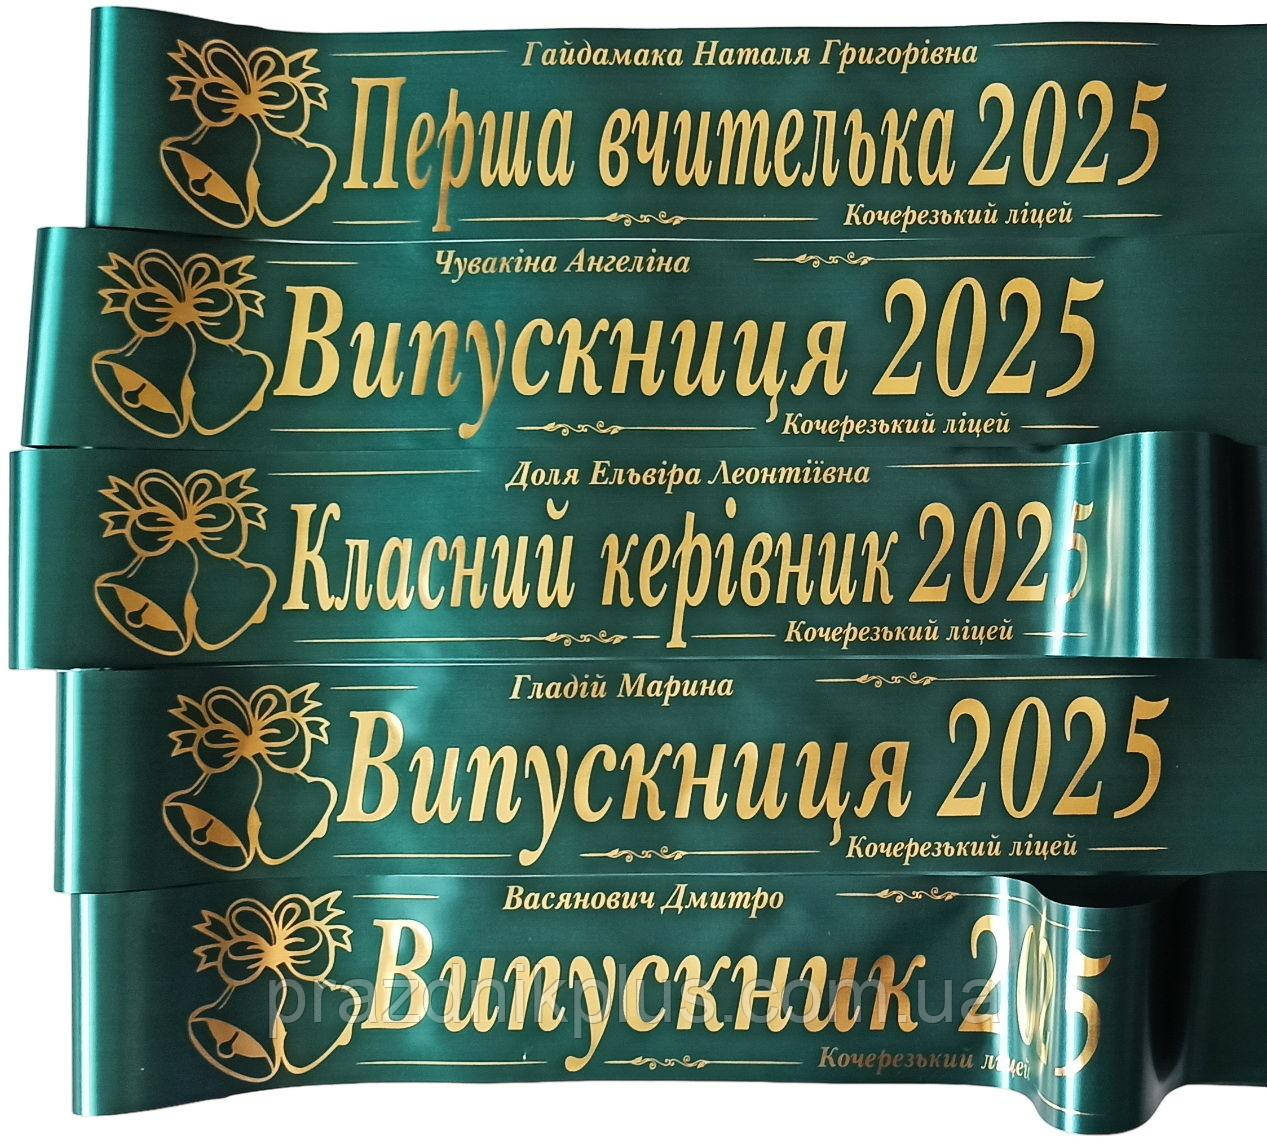 Гайдамака Наталя Григорівна
Перша вчителька 2025
Кочерезький ліцей
Чувакіна Ангеліна
Випускниця 2025
Кочерезький ліцей
Доля Ельвіра Леонтіївна
Класний керівник 2025
Кочерезький ліцей
Гладій Марина
Випускниця 2025
Кочерезький ліцей
Васянович Дмитро
Випускник 2025
prazdnikplus.com.ua
Кочерезький ліцей